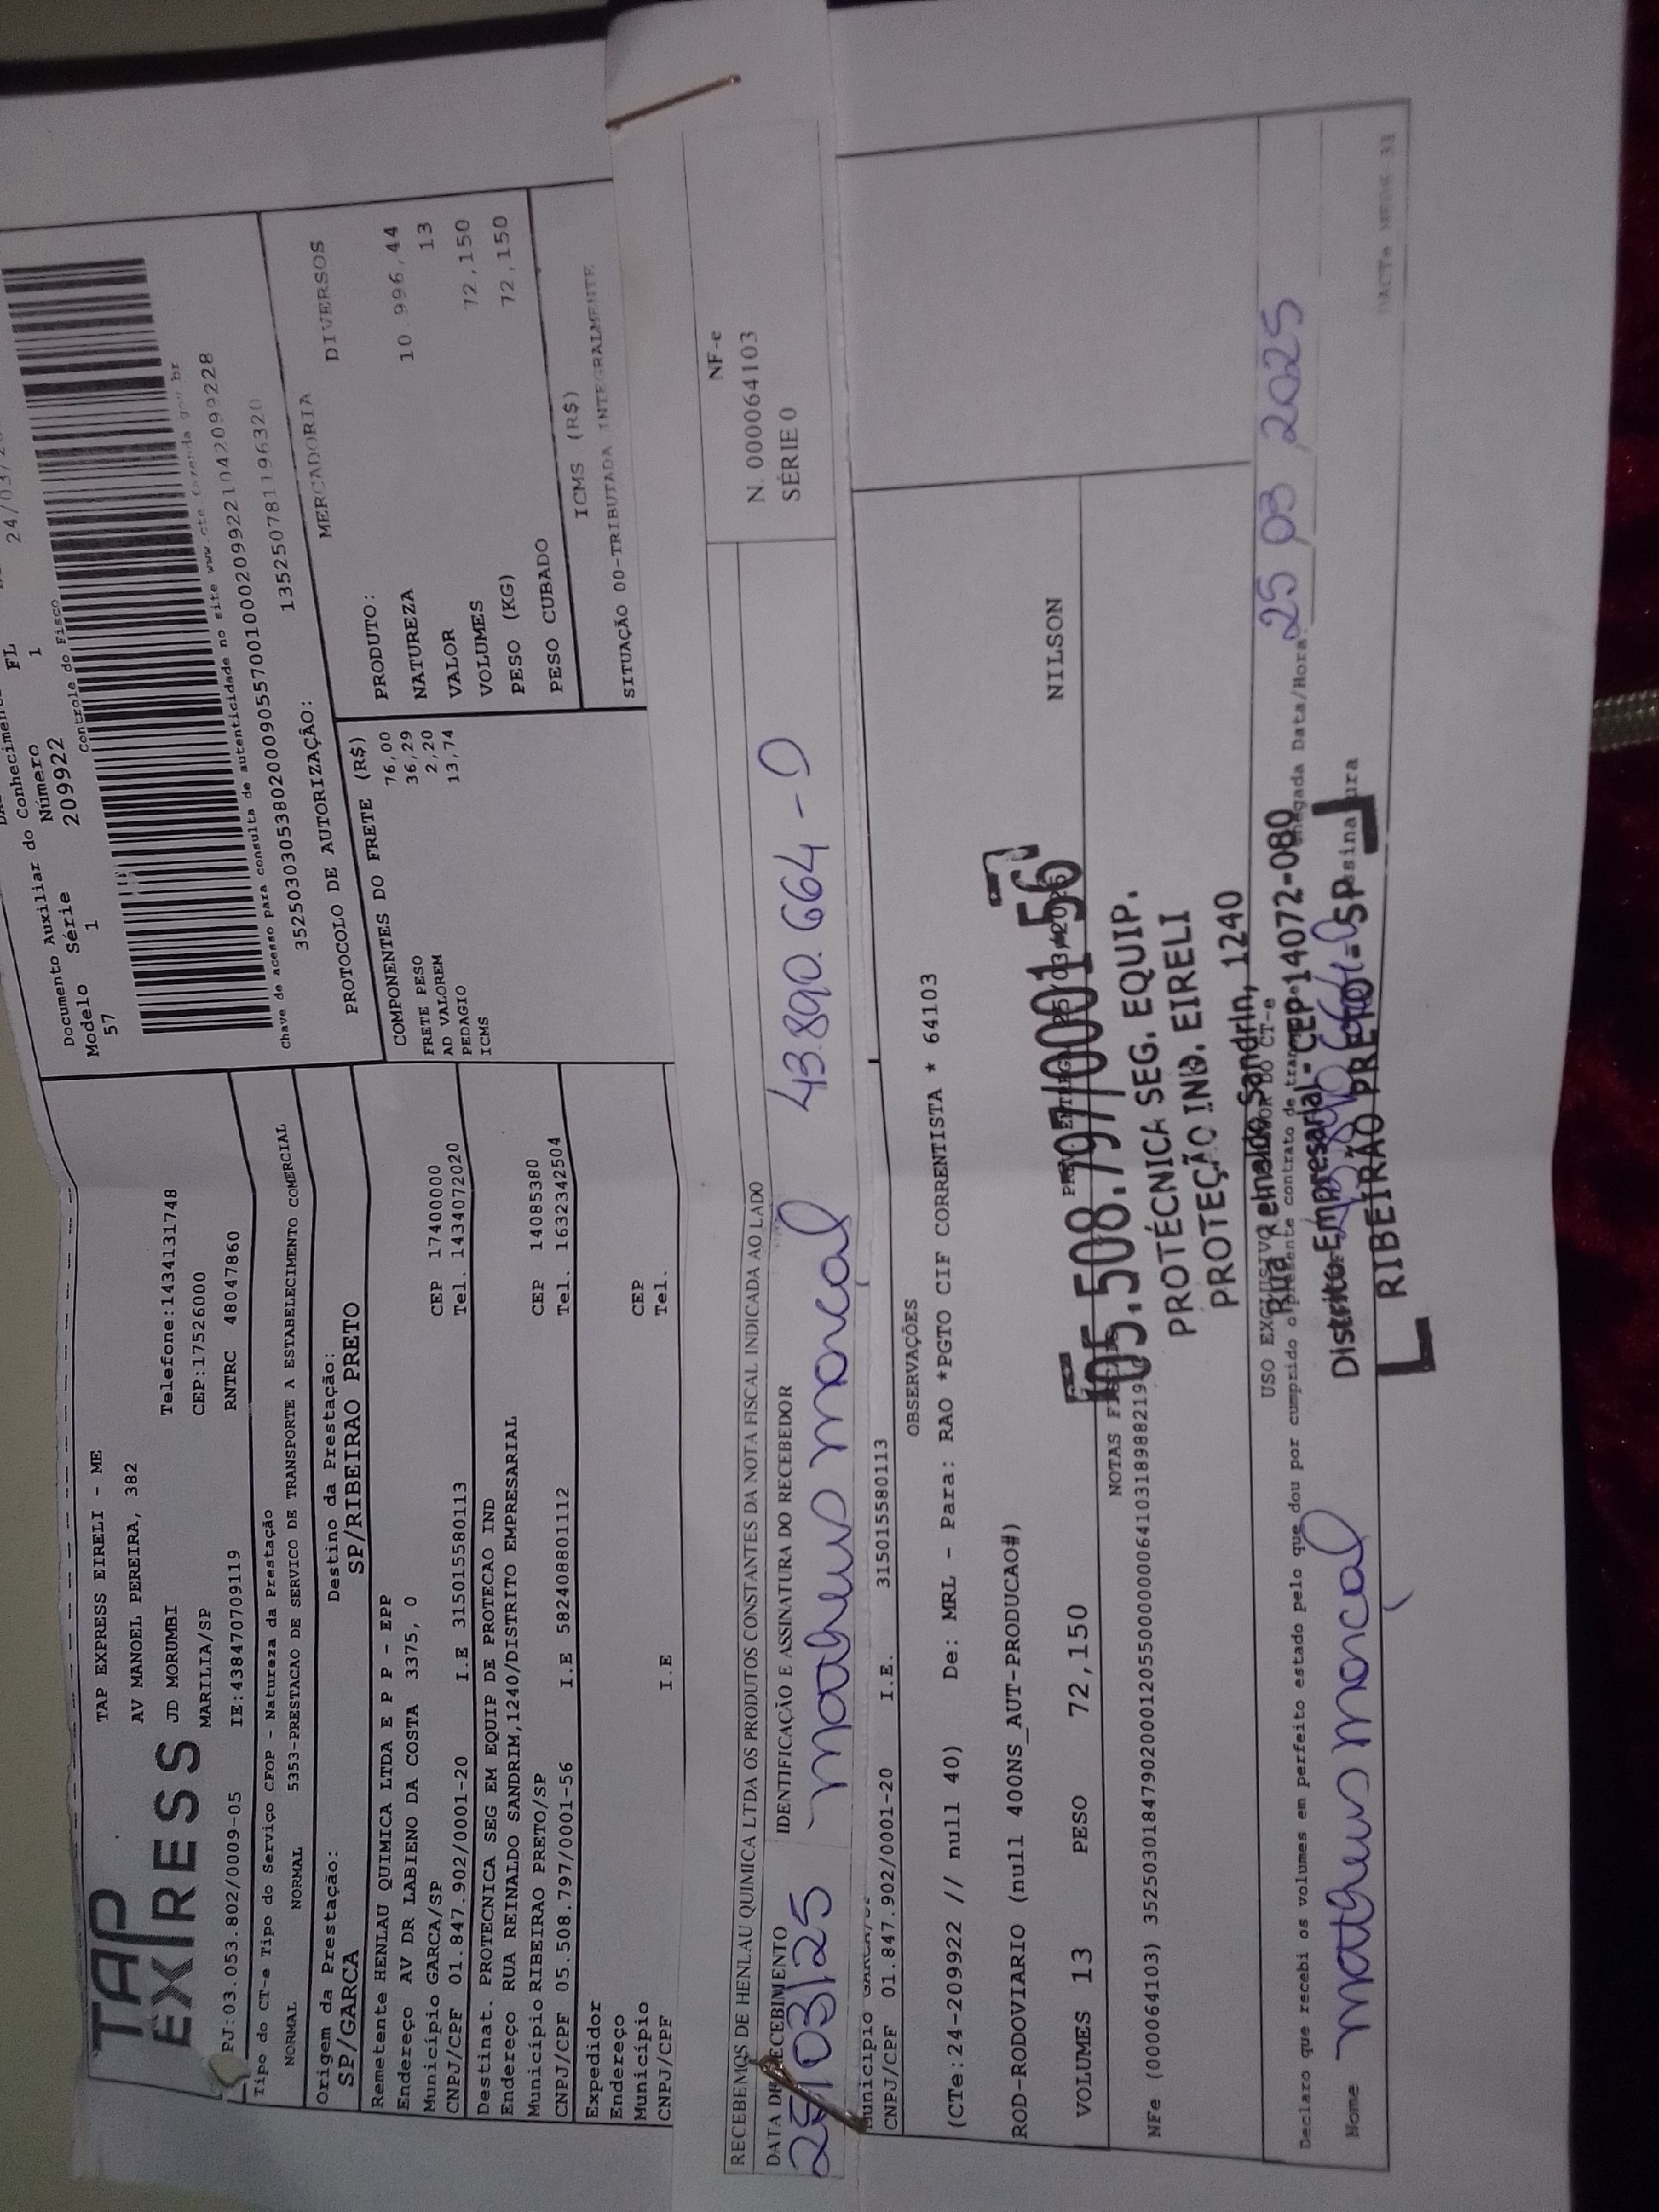 TAP
EXPRESS
TAP EXPRESS EIRELI - ME
AV MANOEL PEREIRA, 382
JD MORUMBI
Telefone:1434131748
MARILIA/SP
CEP:17526000
PJ:03.053.802/0009-05
IE:438470709119
RNTRC 48047860
FL
24/03/
Documento Auxiliar do Conhecimen
Modelo Série Número
57 1 209922 1
Controle do Fisco
Chave de acesso para consulta de autenticidade no site www.cte.fazenda.gov.br
Tipo do CT-e Tipo do Serviço CFOP - Natureza da Prestação
NORMAL NORMAL 5353-PRESTACAO DE SERVICO DE TRANSPORTE A ESTABELECIMENTO COMERCIAL
PROTOCOLO DE AUTORIZAÇÃO:
135250781196320
Origem da Prestação:
SP/GARCA
Destino da Prestação:
SP/RIBEIRAO PRETO
Remetente HENLAU QUIMICA LTDA E P P - EPP
Endereço AV DR LABIENO DA COSTA 3375, 0
Município GARCA/SP CEP 17400000
CNPJ/CPF 01.847.902/0001-20 I.E 315015580113 Tel. 1434072020
Destinat. PROTECNICA SEG EM EQUIP DE PROTECAO IND
Endereço RUA REINALDO SANDRIM,1240/DISTRITO EMPRESARIAL
Município RIBEIRAO PRETO/SP CEP 14085380
CNPJ/CPF 05.508.797/0001-56 I.E 582408801112 Tel. 1632342504
Expedidor
Endereço
Município CEP
CNPJ/CPF I.E Tel.
COMPONENTES DO FRETE (R$)
FRETE PESO 76,00
AD VALOREM 36,29
PEDAGIO 2,20
ICMS 13,74
MERCADORIA
PRODUTO: DIVERSOS
NATUREZA
VALOR 10.996,44
VOLUMES 13
PESO (KG) 72,150
PESO CUBADO 72,150
ICMS (R$)
SITUAÇÃO 00-TRIBUTADA INTEGRALMENTE
RECEBEMOS DE HENLAU QUIMICA LTDA OS PRODUTOS CONSTANTES DA NOTA FISCAL INDICADA AO LADO
DATA DE RECEBIMENTO
IDENTIFICAÇÃO E ASSINATURA DO RECEBEDOR
25/03/25 matheus moncal 43.890.664-0
NF-e
N. 000064103
SÉRIE 0
Município GARCA/
CNPJ/CPF 01.847.902/0001-20 I.E. 315015580113
OBSERVAÇÕES
(CTe:24-209922 // null 40) De: MRL - Para: RAO *PGTO CIF CORRENTISTA * 64103
ROD-RODOVIARIO (null 400NS_AUT-PRODUCAO#)
VOLUMES 13 PESO 72,150
NILSON
05.508.797/0001-56
PROTÉCNICA SEG. EQUIP.
PROTEÇÃO IND. EIRELI
Rua Reinaldo Sandrin, 1240
Distrito Empresarial - CEP 14072-080
RIBEIRÃO PRETO - SP
NOTAS
USO EXCLUSIVO DO CT-e
Declaro que recebi os volumes em perfeito estado pelo que dou por cumprido o presente contrato de
Data/Hora: 25 03 2025
Nome matheus moncal